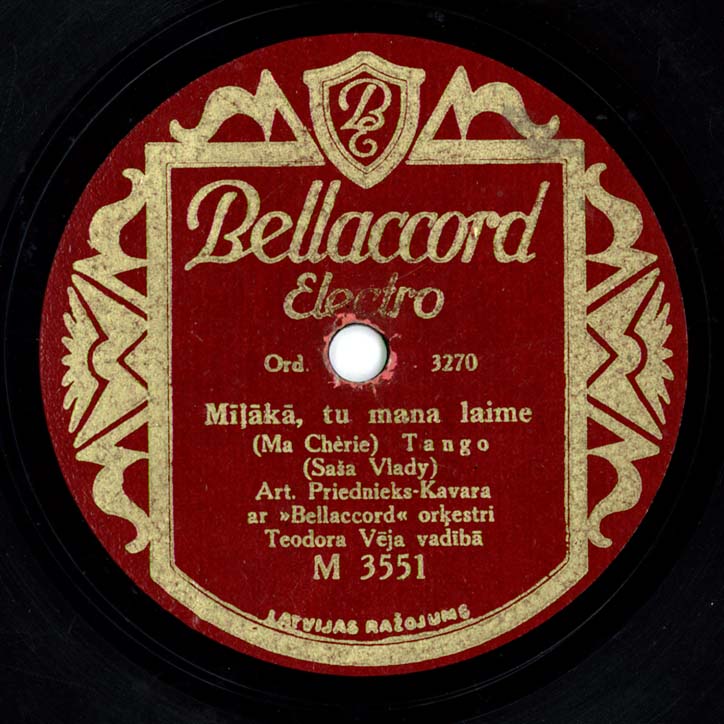 BE
Bellaccord
Electro
Ord. 3270
Mīļākā, tu mana laime
(Ma Chèrie) Tango
(Saša Vlady)
Art. Priednieks-Kavara
ar »Bellaccord« orķestri
Teodora Vēja vadībā
M 3551
LATVIJAS RAŽOJUMS